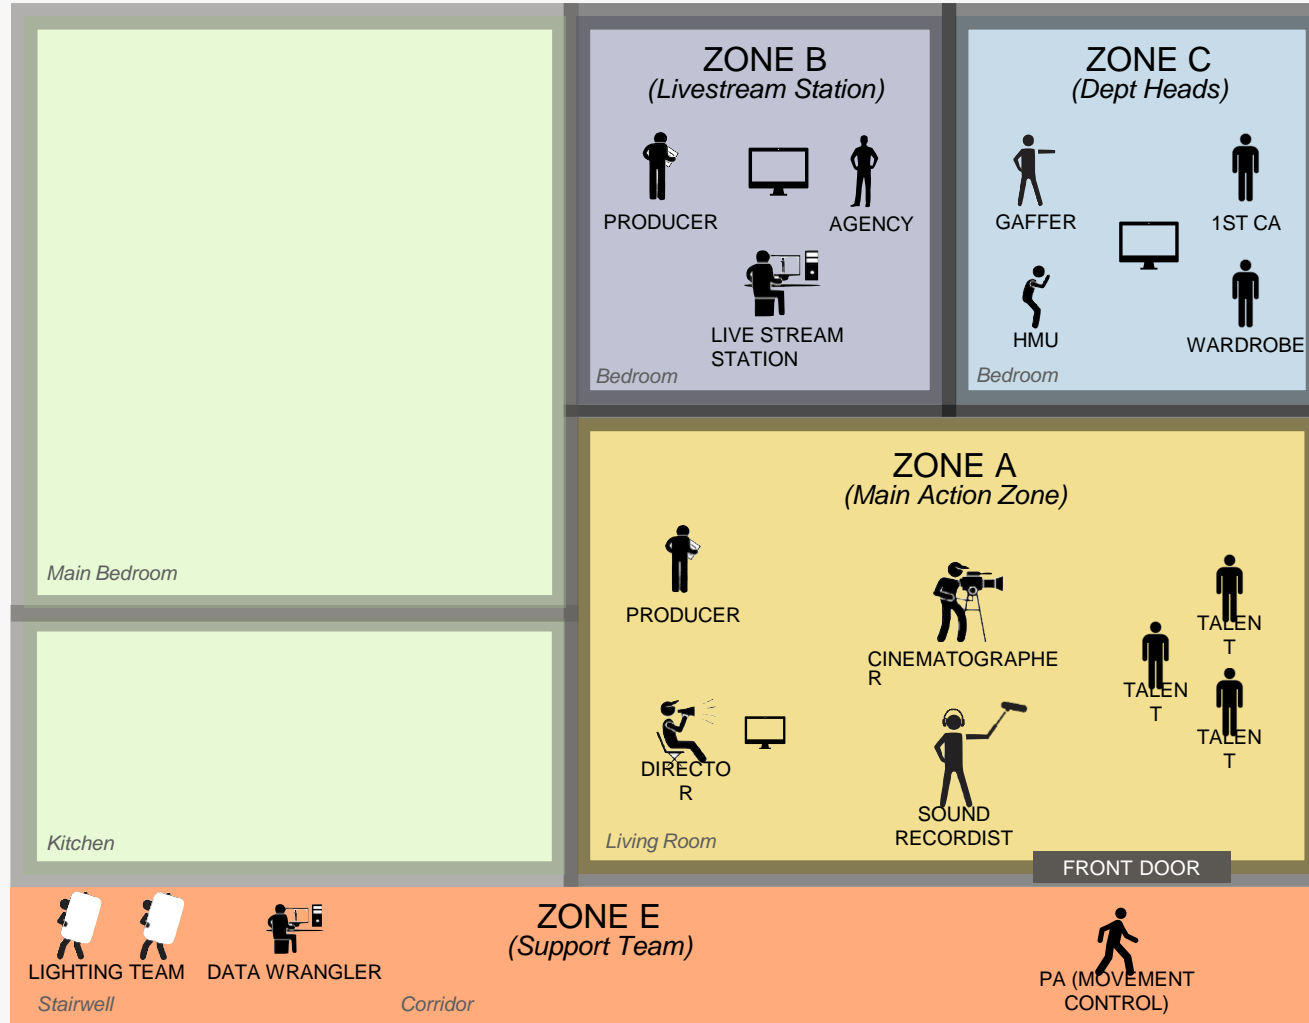 ZONE B
(Livestream Station)
PRODUCER
AGENCY
LIVE STREAM
STATION
Bedroom
ZONE C
(Dept Heads)
GAFFER
1ST CA
HMU
WARDROBE
Bedroom
Main Bedroom
ZONE A
(Main Action Zone)
PRODUCER
CINEMATOGRAPHE
R
TALEN
T
TALEN
T
TALEN
T
DIRECTO
R
SOUND
RECORDIST
Living Room
Kitchen
FRONT DOOR
ZONE E
(Support Team)
LIGHTING TEAM
DATA WRANGLER
PA (MOVEMENT
CONTROL)
Stairwell
Corridor